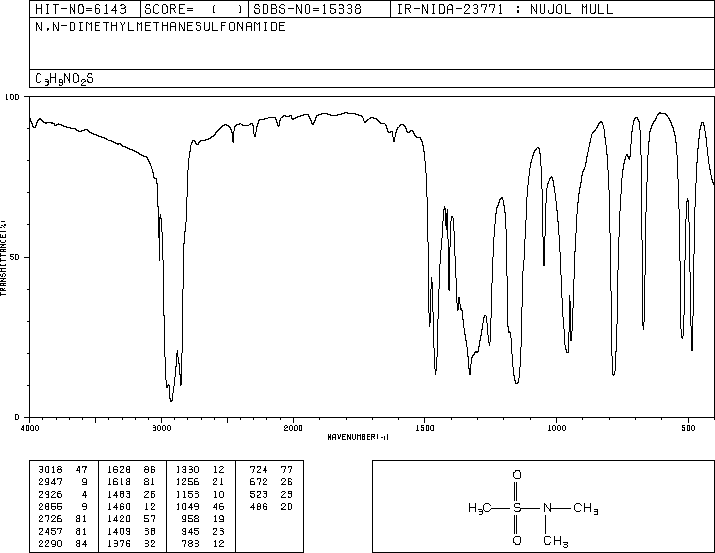 HIT-NO=6143 SCORE= ( ) SDBS-NO=15338 IR-NIDA-23771 : NUJOL MULL
N,N-DIMETHYLMETHANESULFONAMIDE
C3H9NO2S
100
50
0
TRANSMITTANCE(%)
4000 3000 2000 1500 1000 500
WAVENUMBER(-1)
3018 47 1628 86 1330 12 724 77
2947 9 1618 81 1256 21 672 26
2926 4 1483 26 1153 10 523 23
2855 9 1460 12 1049 46 486 20
2726 81 1420 57 958 19
2457 81 1409 38 945 23
2290 84 1376 32 783 12
O
H3C S N CH3
O CH3